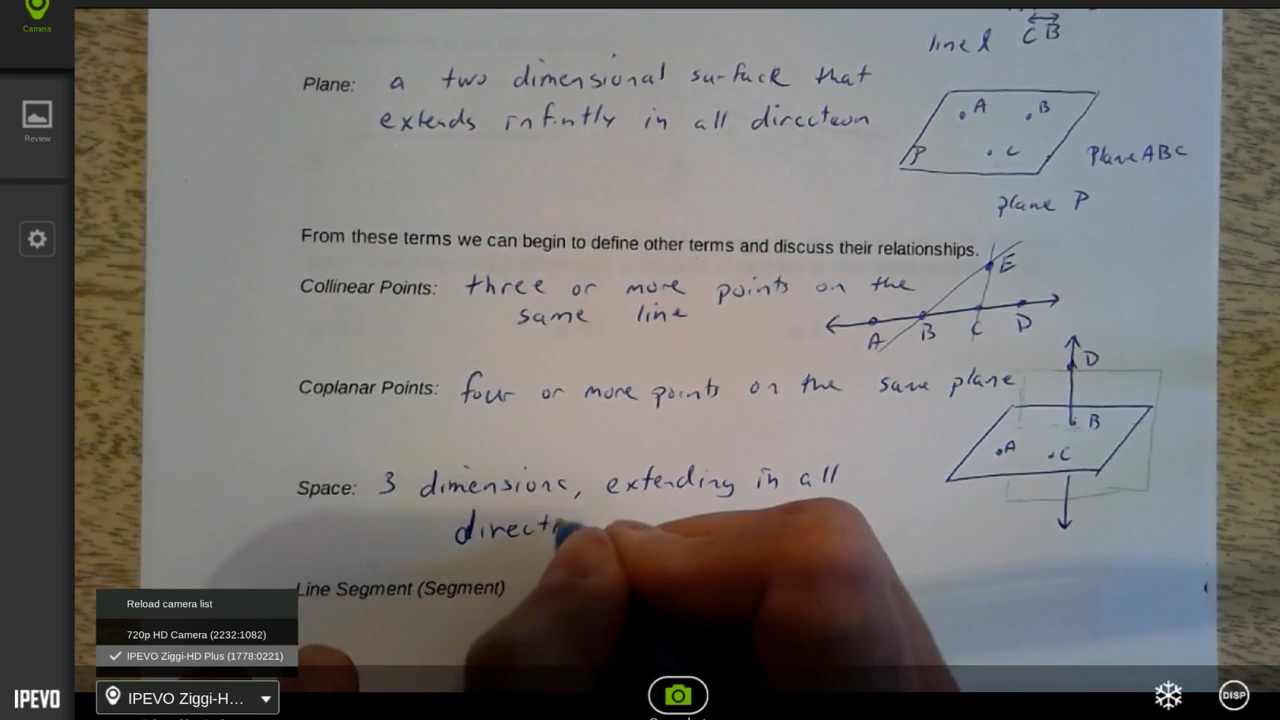 Camera
Review
line l
CB
Plane: a two dimensional surface that
extends infintly in all direction
A
B
P
C
Plane ABC
plane P
From these terms we can begin to define other terms and discuss their relationships.
E
Collinear Points: three or more points on the
same line
A
B
C
D
D
Coplanar Points: four or more points on the same plane
B
A
C
Space: 3 dimensions, extending in all
directi
Line Segment (Segment)
Reload camera list
720p HD Camera (2232:1082)
IPEVO Ziggi-HD Plus (1778:0221)
IPEVO
IPEVO Ziggi-H...
DISP